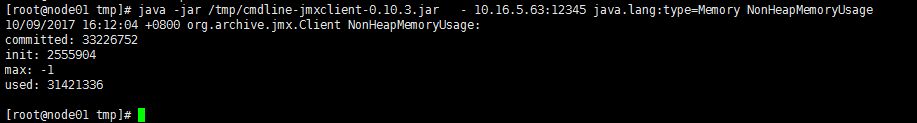 [root@node01 tmp]# java -jar /tmp/cmdline-jmxclient-0.10.3.jar   - 10.16.5.63:12345 java.lang:type=Memory NonHeapMemoryUsage
10/09/2017 16:12:04 +0800 org.archive.jmx.Client NonHeapMemoryUsage:
committed: 33226752
init: 2555904
max: -1
used: 31421336
[root@node01 tmp]#